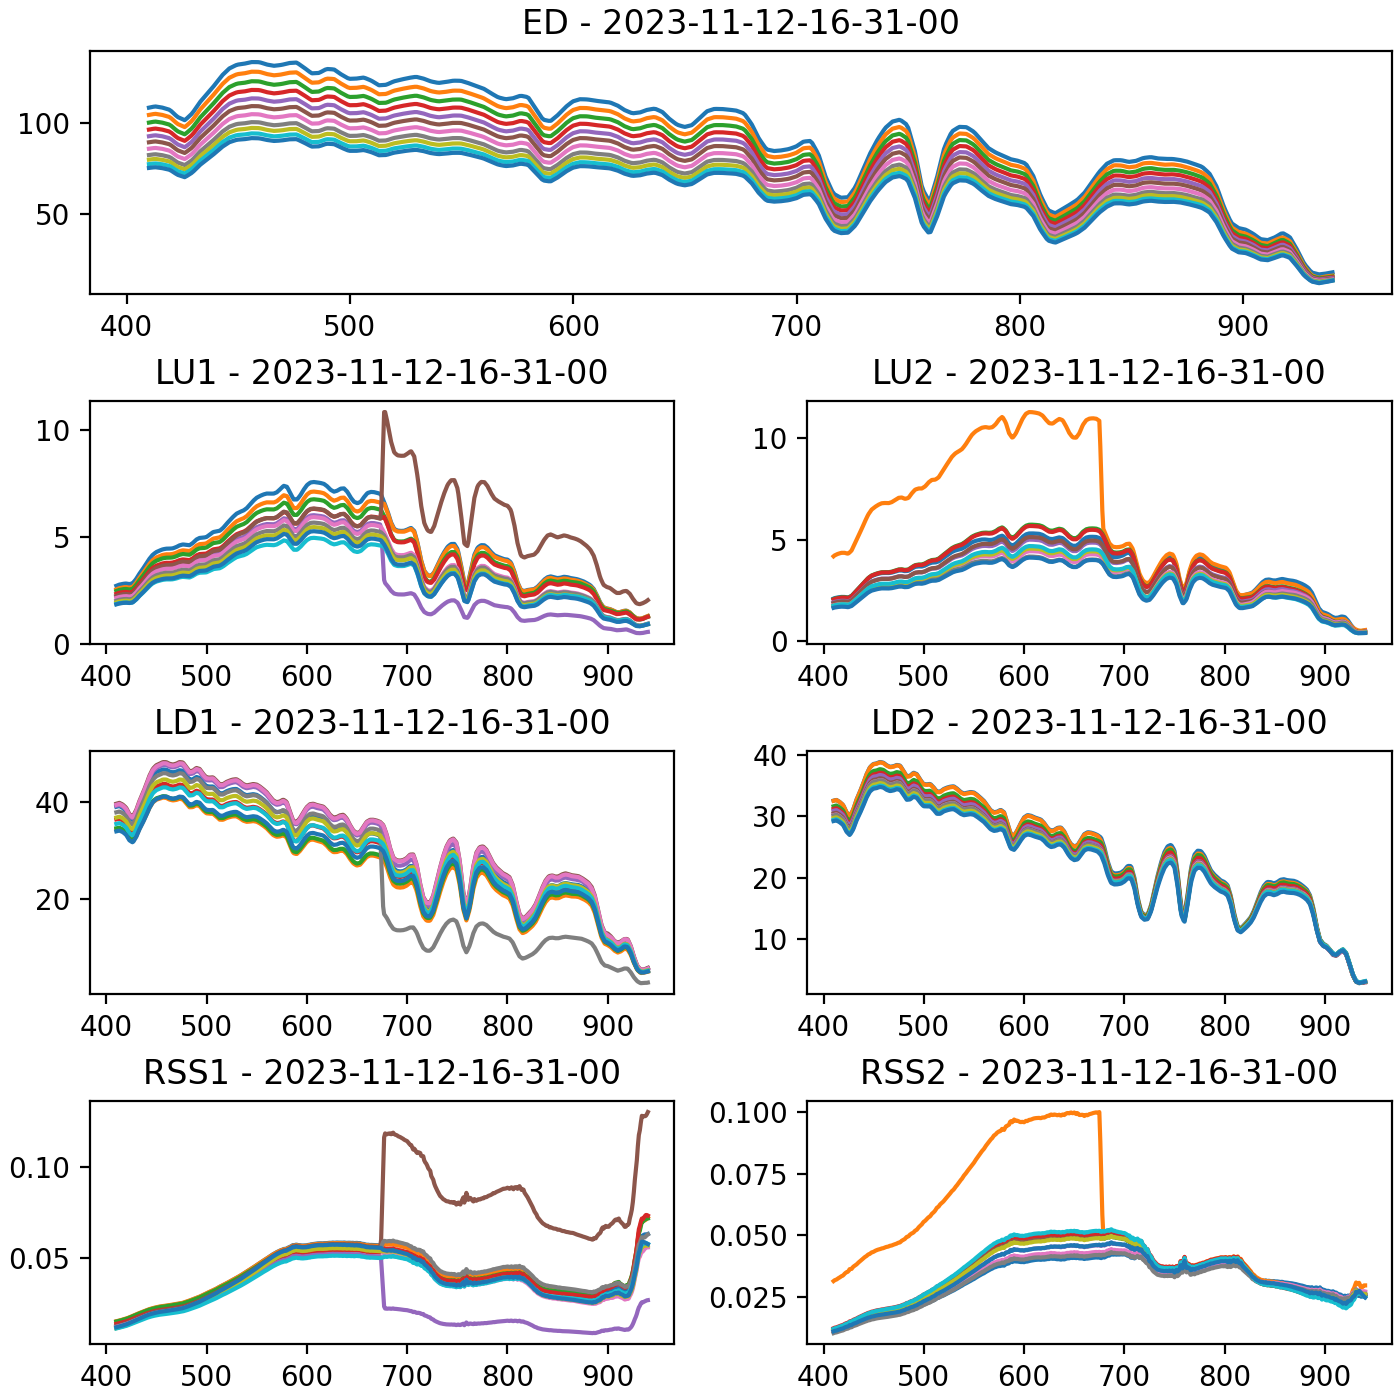 ED - 2023-11-12-16-31-00
100
50
400 500 600 700 800 900
LU1 - 2023-11-12-16-31-00
10
5
0
400 500 600 700 800 900
LU2 - 2023-11-12-16-31-00
10
5
0
400 500 600 700 800 900
LD1 - 2023-11-12-16-31-00
40
20
400 500 600 700 800 900
LD2 - 2023-11-12-16-31-00
40
30
20
10
400 500 600 700 800 900
RSS1 - 2023-11-12-16-31-00
0.10
0.05
400 500 600 700 800 900
RSS2 - 2023-11-12-16-31-00
0.100
0.075
0.050
0.025
400 500 600 700 800 900